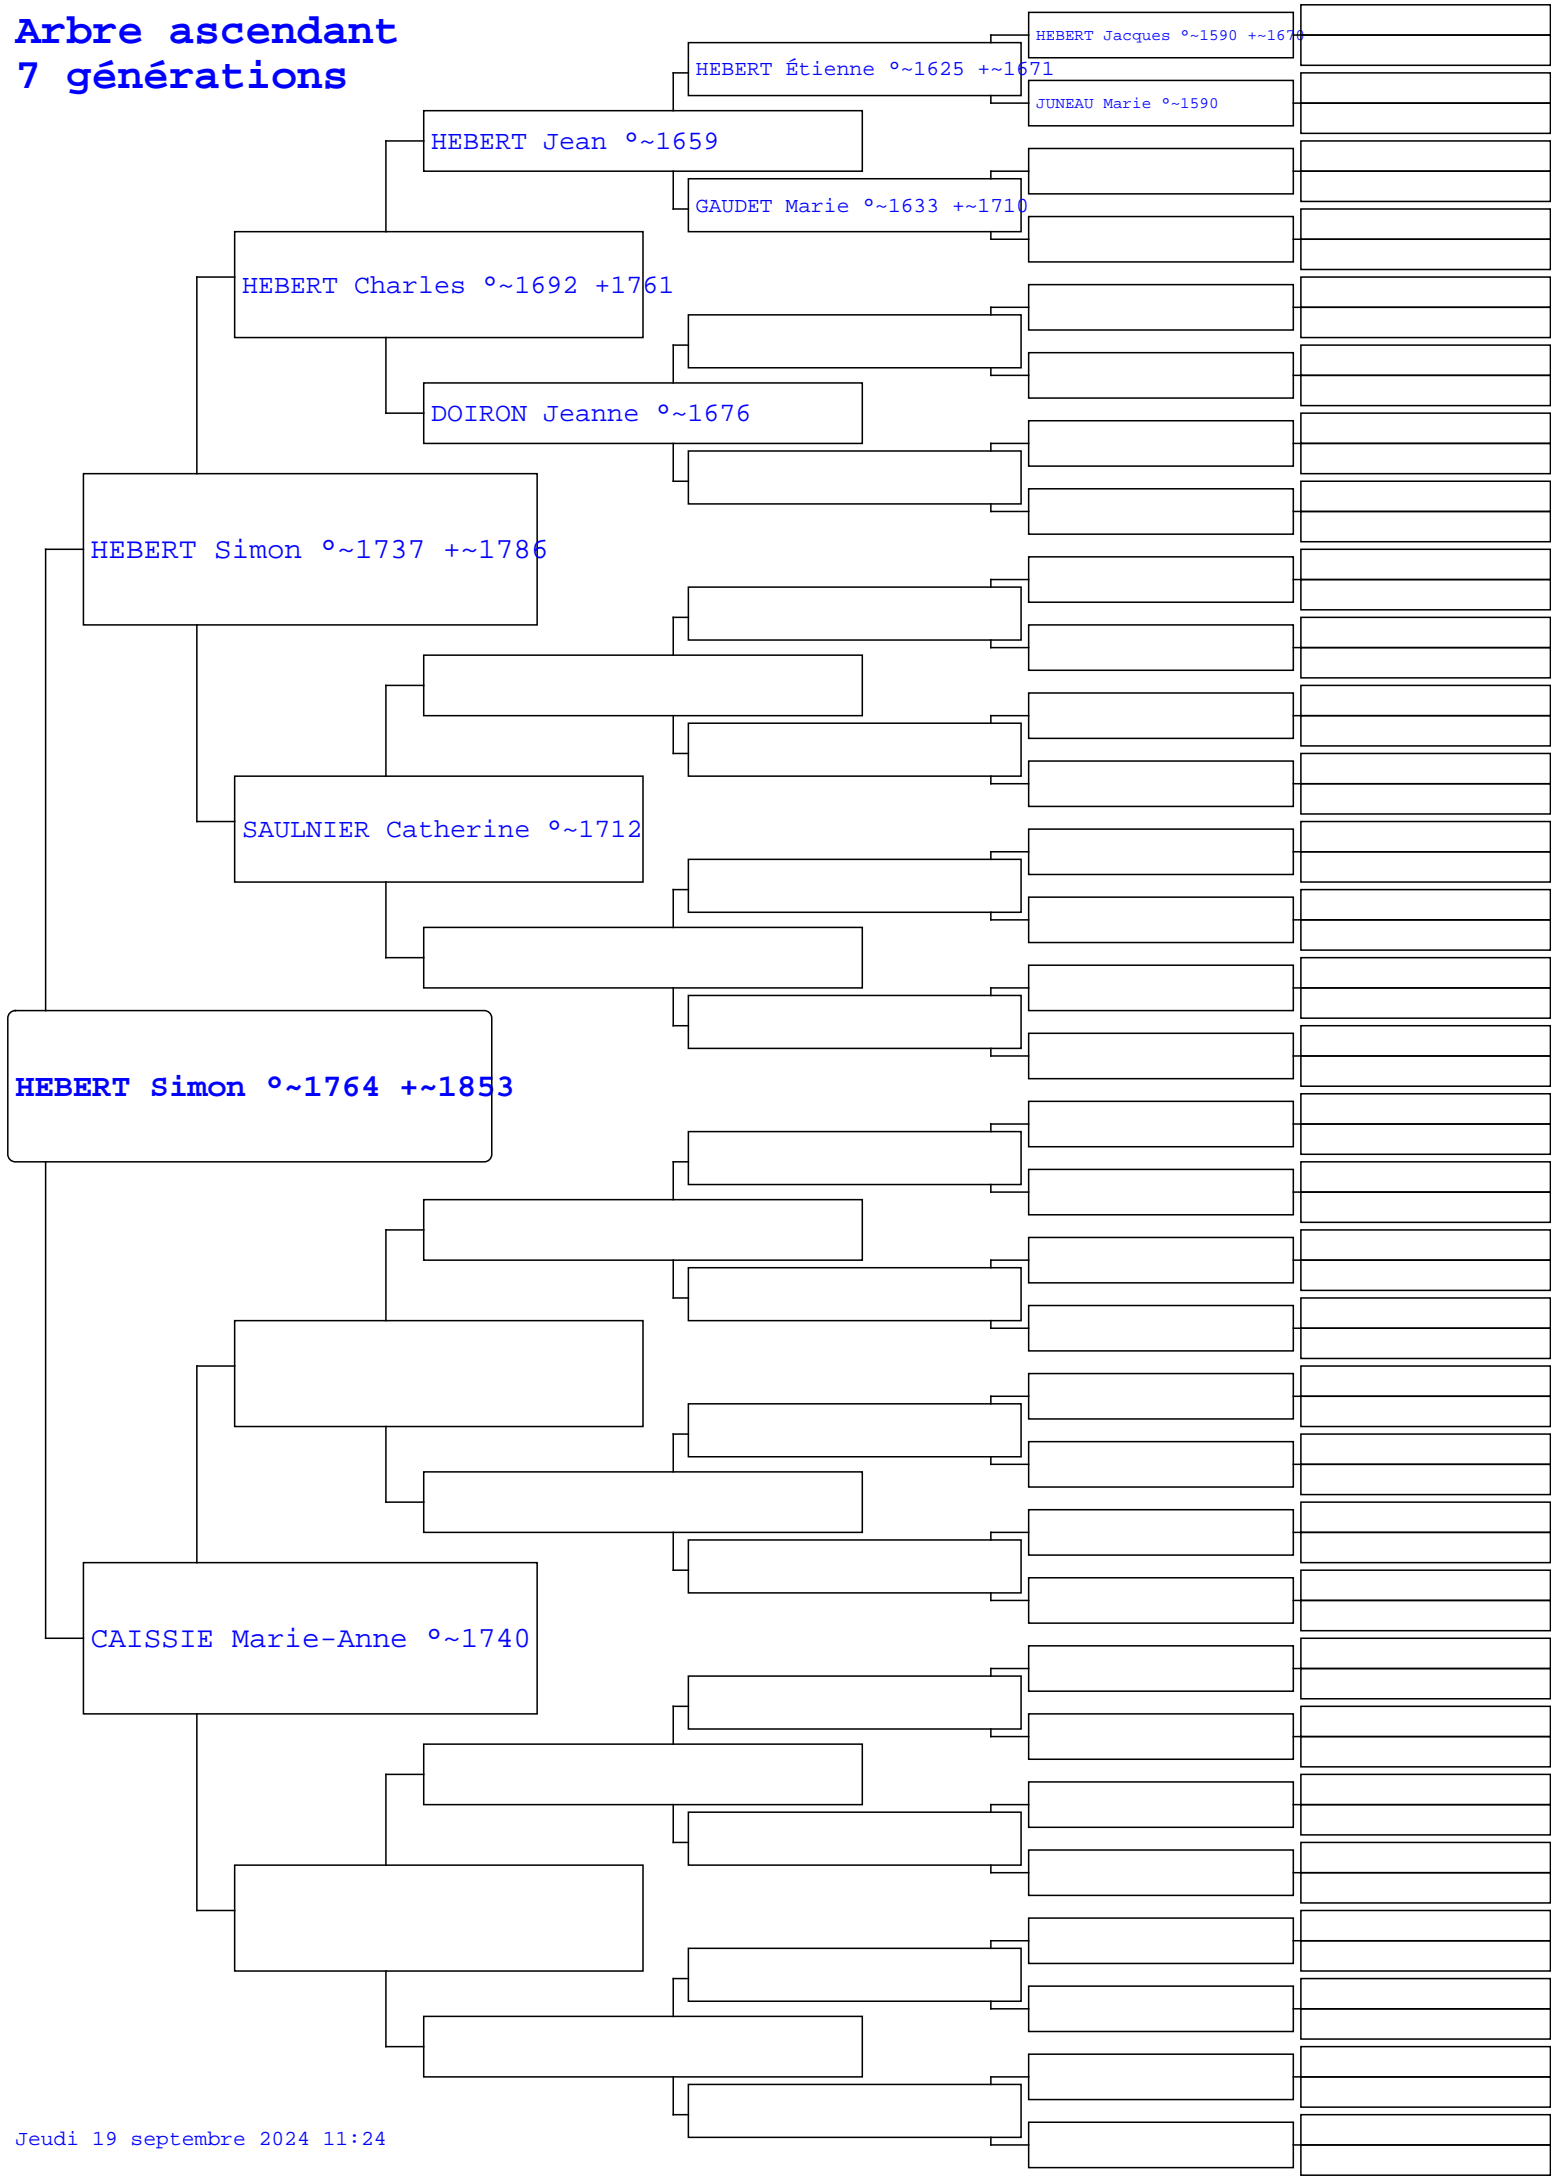 Arbre ascendant
7 générations
HEBERT Jacques °~1590 +~1670
HEBERT Étienne °~1625 +~1671
JUNEAU Marie °~1590
HEBERT Jean °~1659
GAUDET Marie °~1633 +~1710
HEBERT Charles °~1692 +1761
DOIRON Jeanne °~1676
HEBERT Simon °~1737 +~1786
SAULNIER Catherine °~1712
HEBERT Simon °~1764 +~1853
CAISSIE Marie-Anne °~1740
Jeudi 19 septembre 2024 11:24